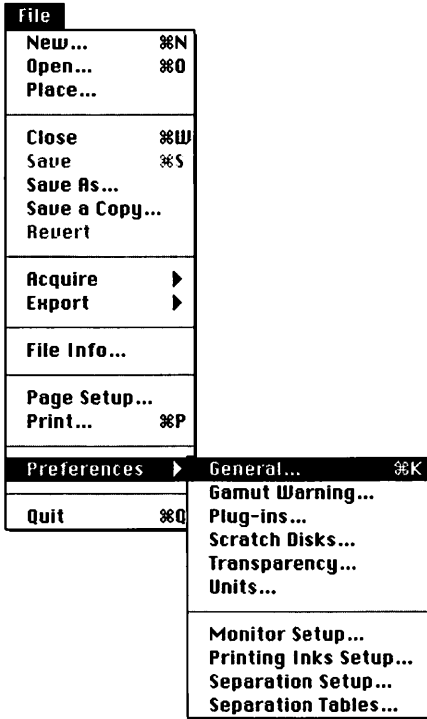 File
New... ⌘N
Open... ⌘O
Place...
Close ⌘W
Save ⌘S
Save As...
Save a Copy...
Revert
Acquire
Export
File Info...
Page Setup...
Print... ⌘P
Preferences
Quit ⌘Q
General... ⌘K
Gamut Warning...
Plug-ins...
Scratch Disks...
Transparency...
Units...
Monitor Setup...
Printing Inks Setup...
Separation Setup...
Separation Tables...